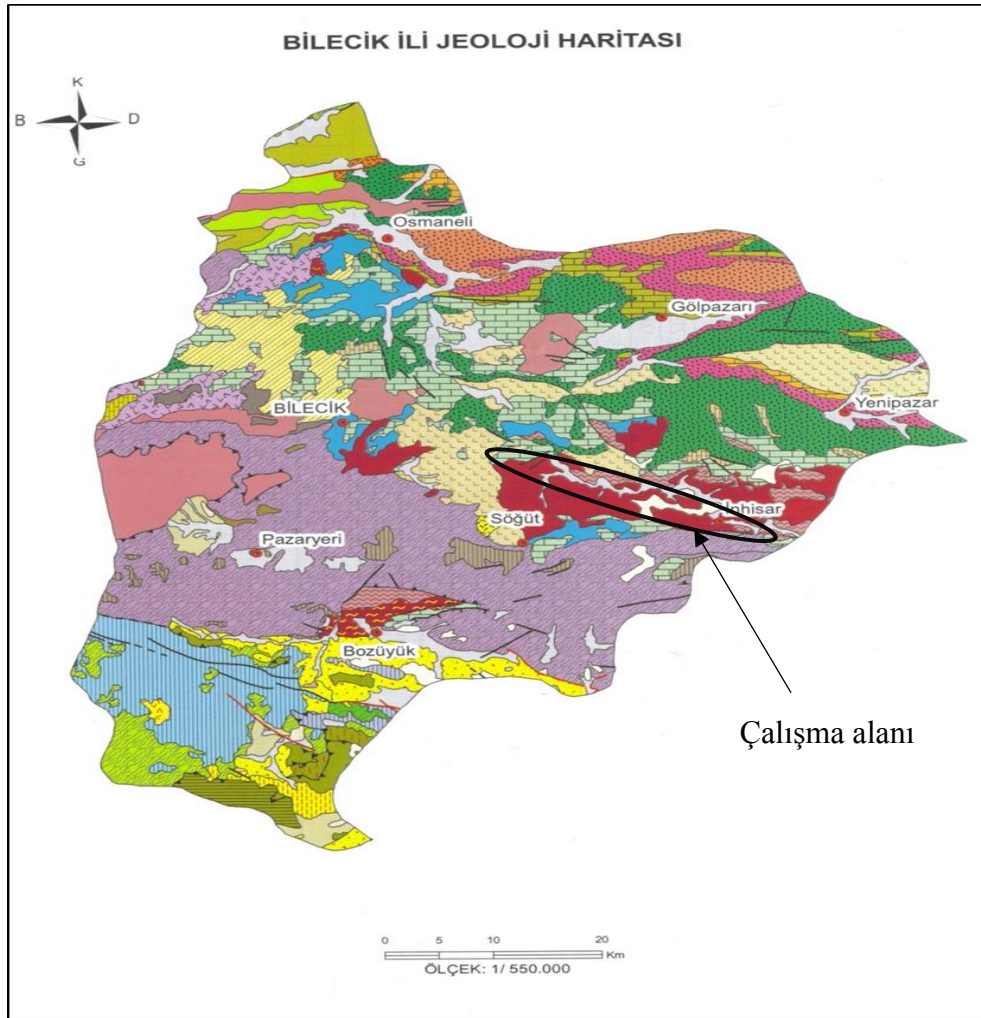 BİLECİK İLİ JEOLOJİ HARİTASI
K
B D
G
Osmaneli
Gölpazarı
Yenipazar
BİLECİK
Söğüt
Pazaryeri
Bozüyük
Çalışma alanı
0 5 10 20
Km
ÖLÇEK: 1/ 550.000